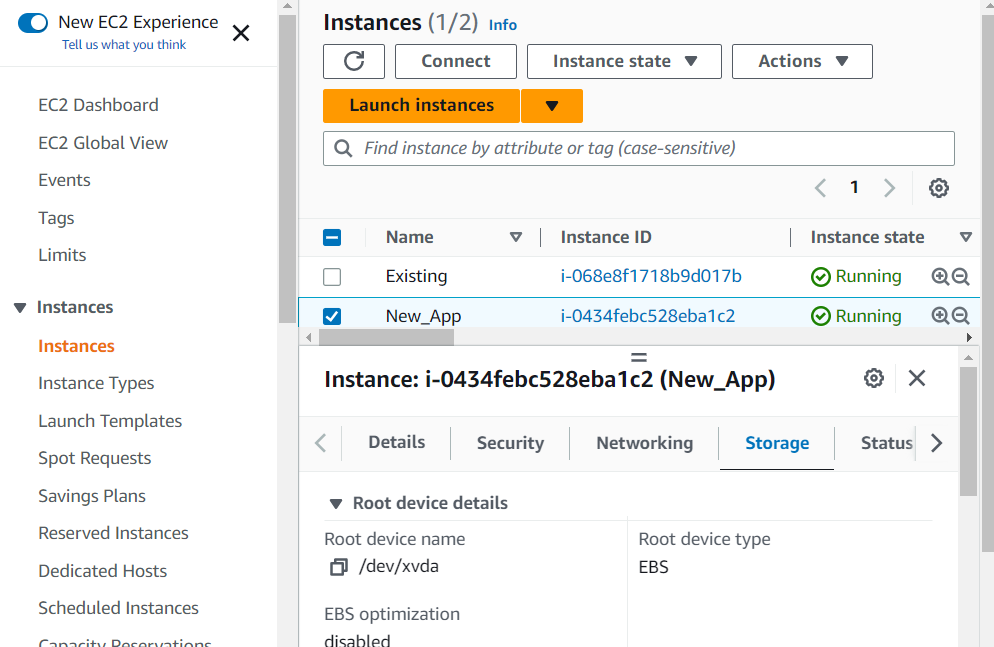 New EC2 Experience
Tell us what you think
EC2 Dashboard
EC2 Global View
Events
Tags
Limits
Instances
Instances
Instance Types
Launch Templates
Spot Requests
Savings Plans
Reserved Instances
Dedicated Hosts
Scheduled Instances
Capacity Reservations
Instances (1/2) Info
Connect
Instance state
Actions
Launch instances
Find instance by attribute or tag (case-sensitive)
1
Name Instance ID Instance state
Existing i-068e8f1718b9d017b Running
New_App i-0434febc528eba1c2 Running
Instance: i-0434febc528eba1c2 (New_App)
Details Security Networking Storage Status
Root device details
Root device name
/dev/xvda
Root device type
EBS
EBS optimization
disabled